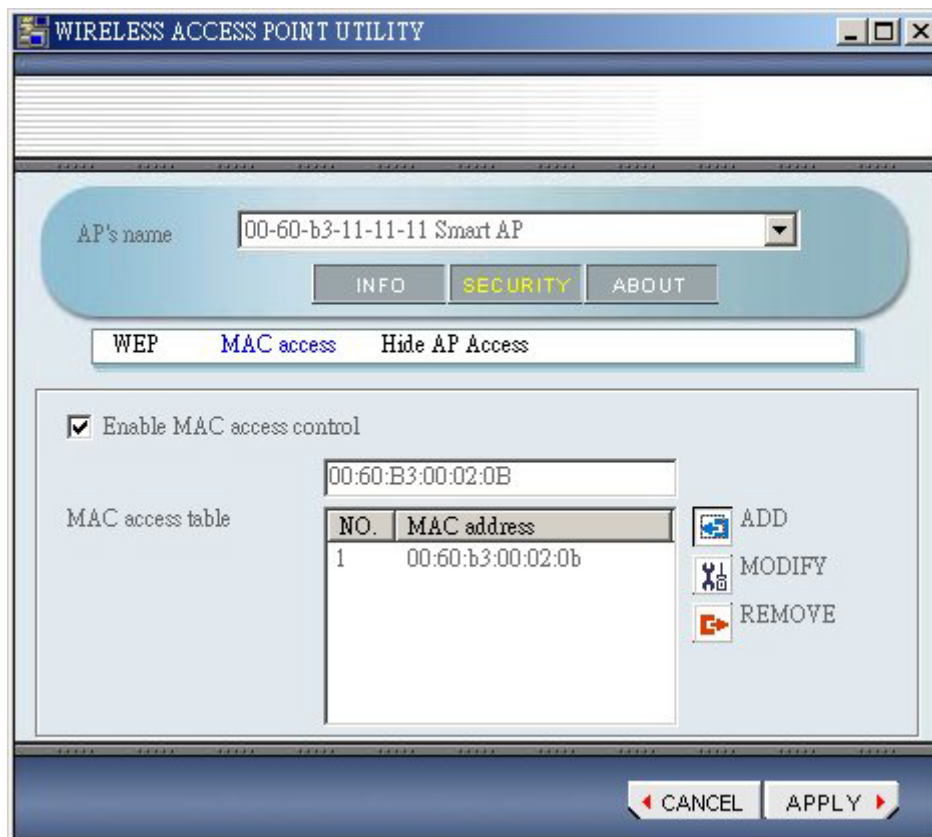 WIRELESS ACCESS POINT UTILITY
AP's name
00-60-b3-11-11-11 Smart AP
INFO SECURITY ABOUT
WEP MAC access Hide AP Access
Enable MAC access control
00:60:B3:00:02:0B
MAC access table
NO. MAC address
1 00:60:b3:00:02:0b
ADD
MODIFY
REMOVE
CANCEL APPLY